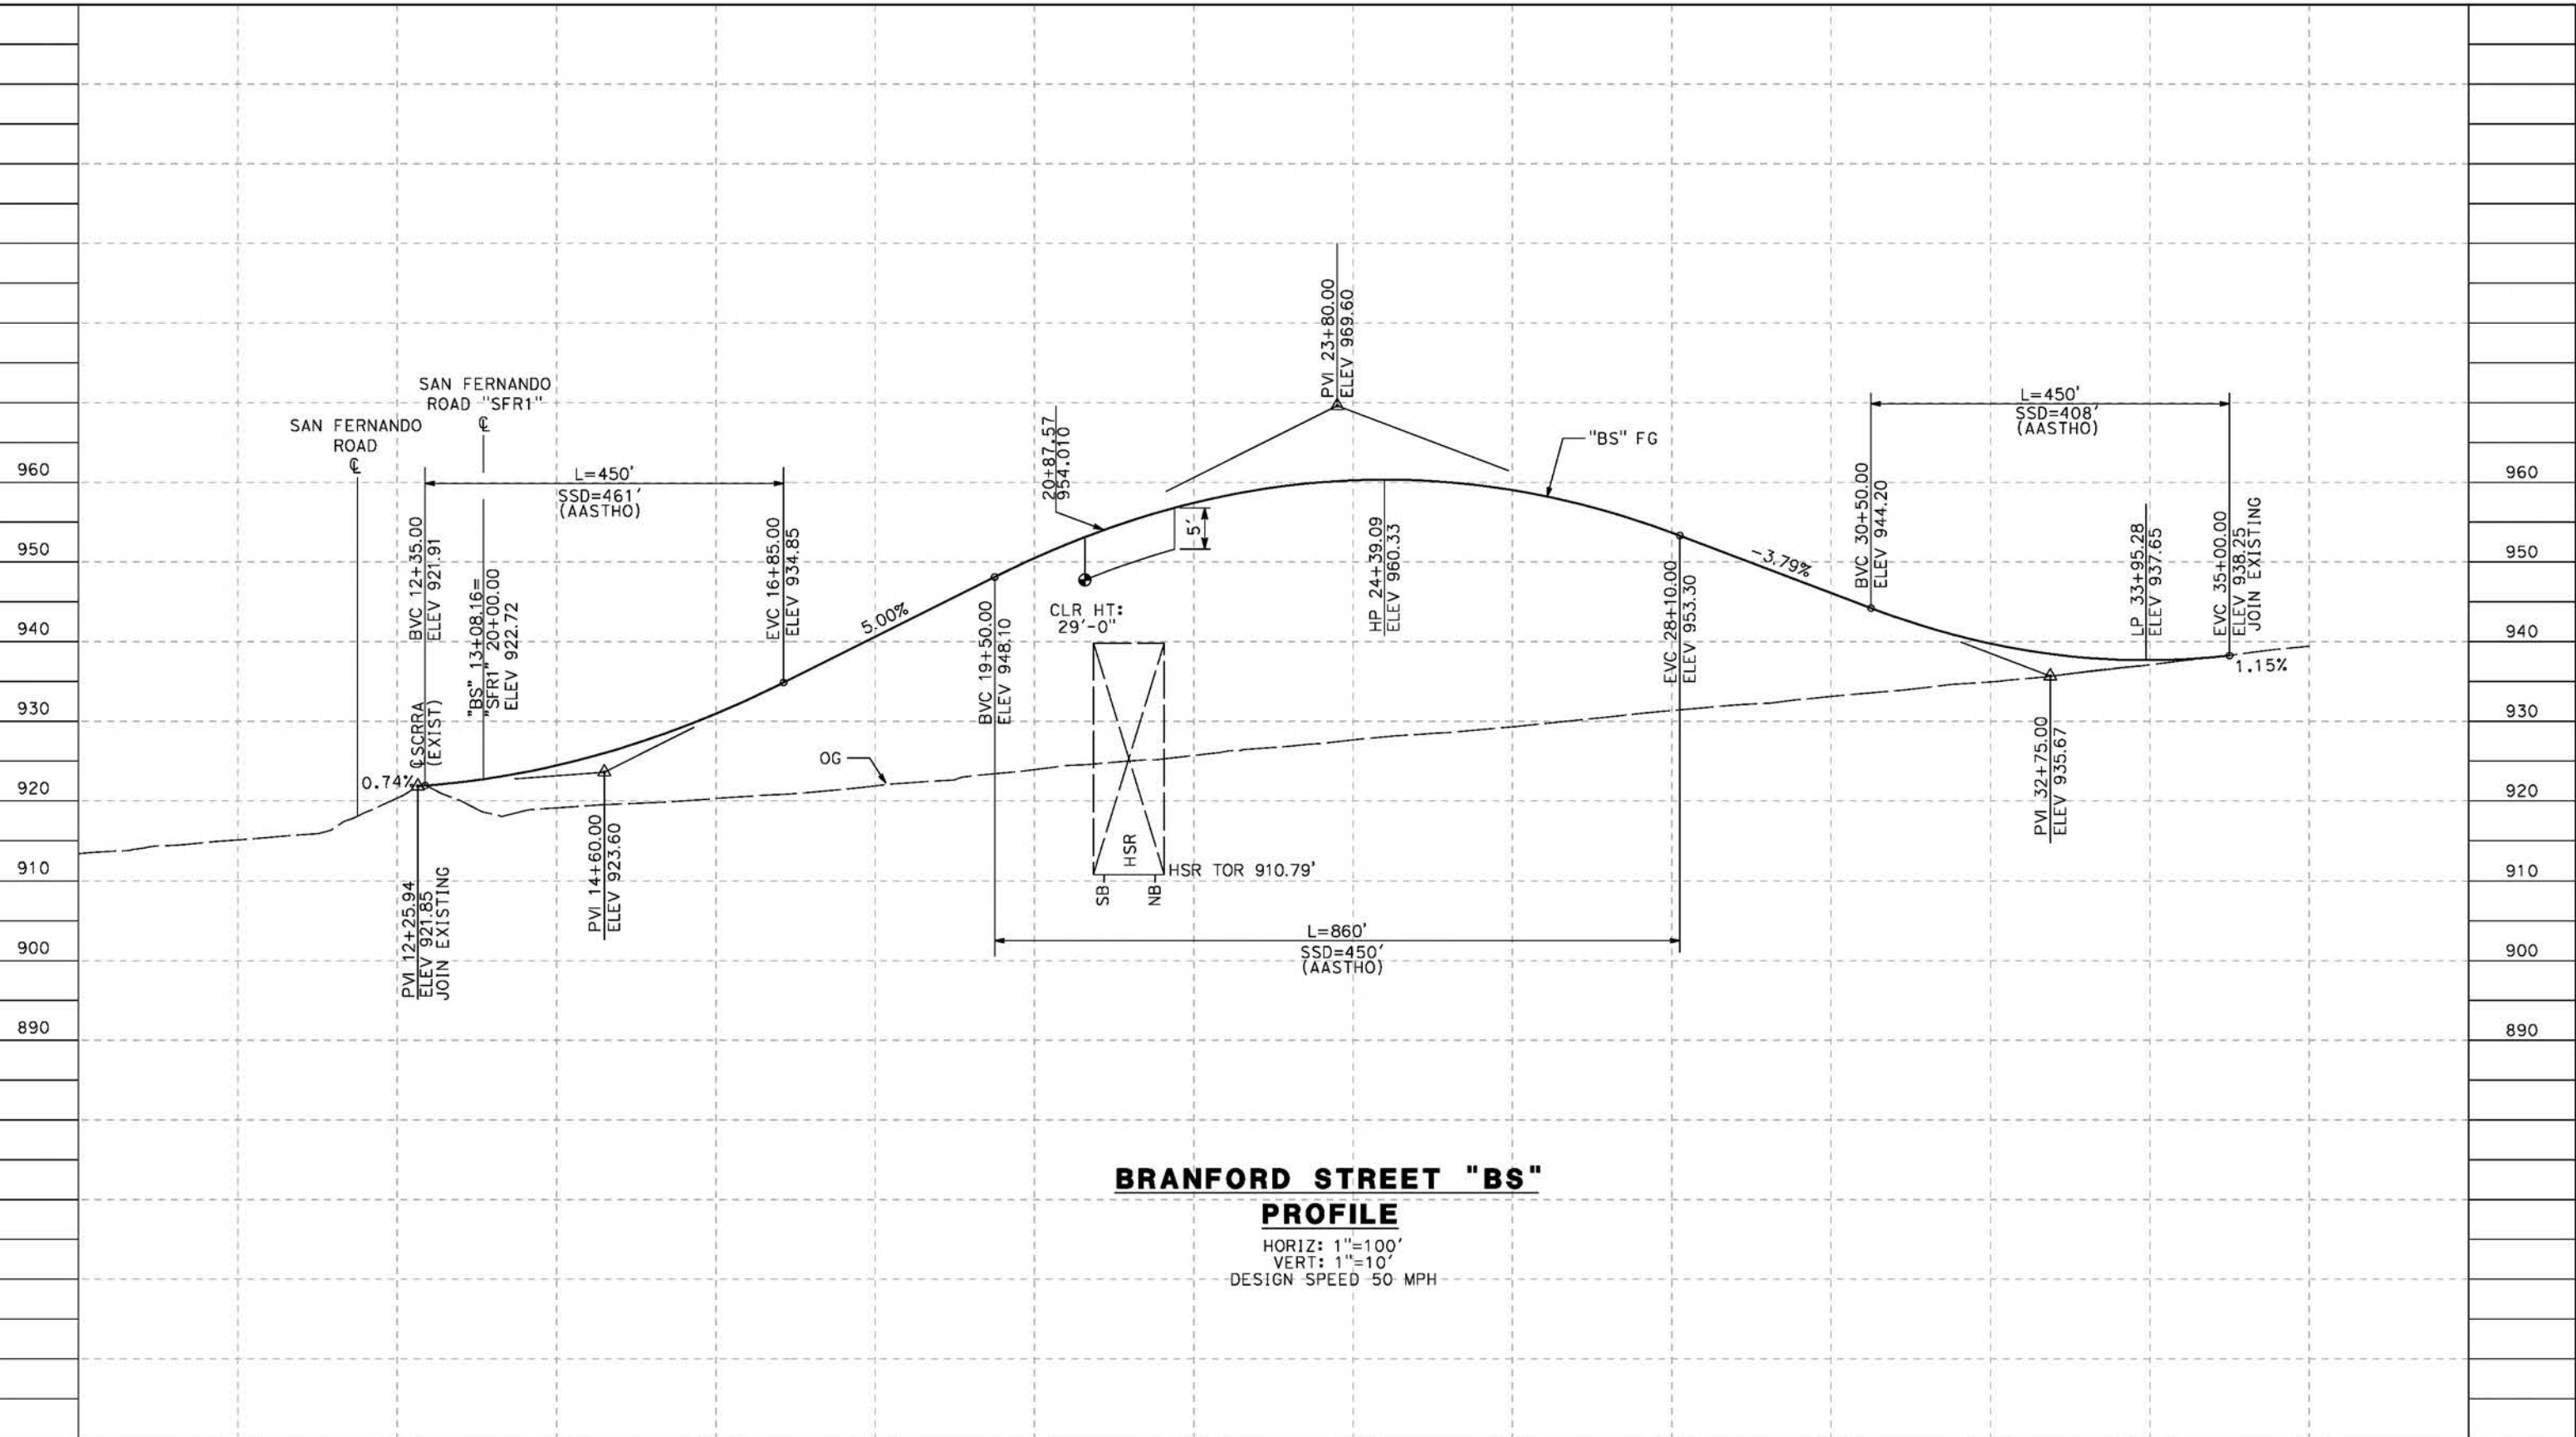 960
950
940
930
920
910
900
890
SAN FERNANDO
ROAD
℄
SAN FERNANDO
ROAD "SFR1"
℄
L=450'
SSD=461'
(AASTHO)
BVC 12+35.00
ELEV 921.91
"BS" 13+08.16=
"SFR1" 20+00.00
ELEV 922.72
℄SCRRA
(EXIST)
0.74%
PVI 12+25.94
ELEV 921.85
JOIN EXISTING
PVI 14+60.00
ELEV 923.60
EVC 16+85.00
ELEV 934.85
5.00%
OG
BVC 19+50.00
ELEV 948.10
20+87.57
954.010
5'
CLR HT:
29'-0"
HSR
HSR TOR 910.79'
SB
NB
PVI 23+80.00
ELEV 969.60
HP 24+39.09
ELEV 960.33
"BS" FG
L=860'
SSD=450'
(AASTHO)
EVC 28+10.00
ELEV 953.30
-3.79%
BVC 30+50.00
ELEV 944.20
L=450'
SSD=408'
(AASTHO)
PVI 32+75.00
ELEV 935.67
LP 33+95.28
ELEV 937.65
EVC 35+00.00
ELEV 938.25
JOIN EXISTING
1.15%
960
950
940
930
920
910
900
890
BRANFORD STREET "BS"
PROFILE
HORIZ: 1"=100'
VERT: 1"=10'
DESIGN SPEED 50 MPH